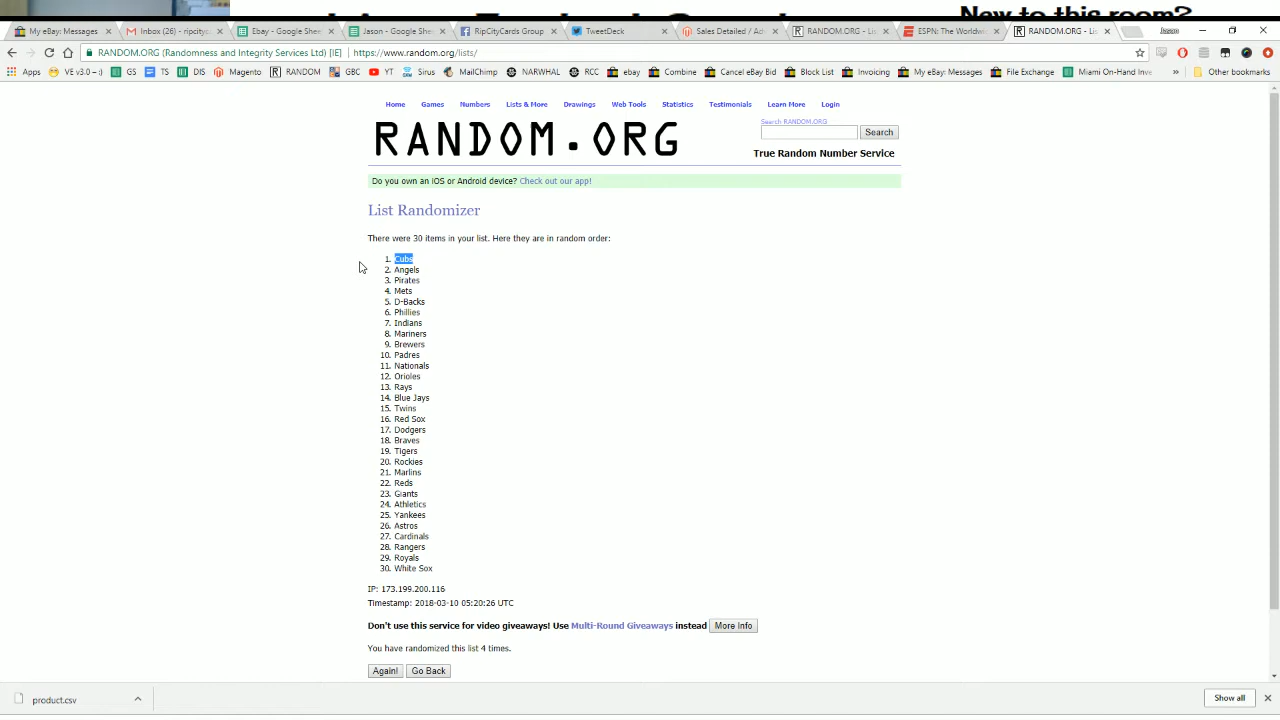 New to this room?
My eBay: Messages
Inbox (26) - ripcity
Ebay - Google Shee
Jason - Google She
RipCityCards Group
TweetDeck
Sales Detailed / Adv
RANDOM.ORG - Lis
ESPN: The Worldwi
RANDOM.ORG - Lis
RANDOM.ORG (Randomness and Integrity Services Ltd) [IE] https://www.random.org/lists/
Apps VE v3.0 :-) GS TS DIS Magento RANDOM GBC YT Sirus MailChimp NARWHAL RCC ebay Combine Cancel eBay Bid Block List Invoicing My eBay: Messages File Exchange Miami On-Hand Inve » Other bookmarks
Home Games Numbers Lists & More Drawings Web Tools Statistics Testimonials Learn More Login
Search RANDOM.ORG
RANDOM.ORG
Search
True Random Number Service
Do you own an iOS or Android device? Check out our app!
List Randomizer
There were 30 items in your list. Here they are in random order:
1. Cubs
2. Angels
3. Pirates
4. Mets
5. D-Backs
6. Phillies
7. Indians
8. Mariners
9. Brewers
10. Padres
11. Nationals
12. Orioles
13. Rays
14. Blue Jays
15. Twins
16. Red Sox
17. Dodgers
18. Braves
19. Tigers
20. Rockies
21. Marlins
22. Reds
23. Giants
24. Athletics
25. Yankees
26. Astros
27. Cardinals
28. Rangers
29. Royals
30. White Sox
IP: 173.199.200.116
Timestamp: 2018-03-10 05:20:26 UTC
Don't use this service for video giveaways! Use Multi-Round Giveaways instead More Info
You have randomized this list 4 times.
Again! Go Back
product.csv
Show all